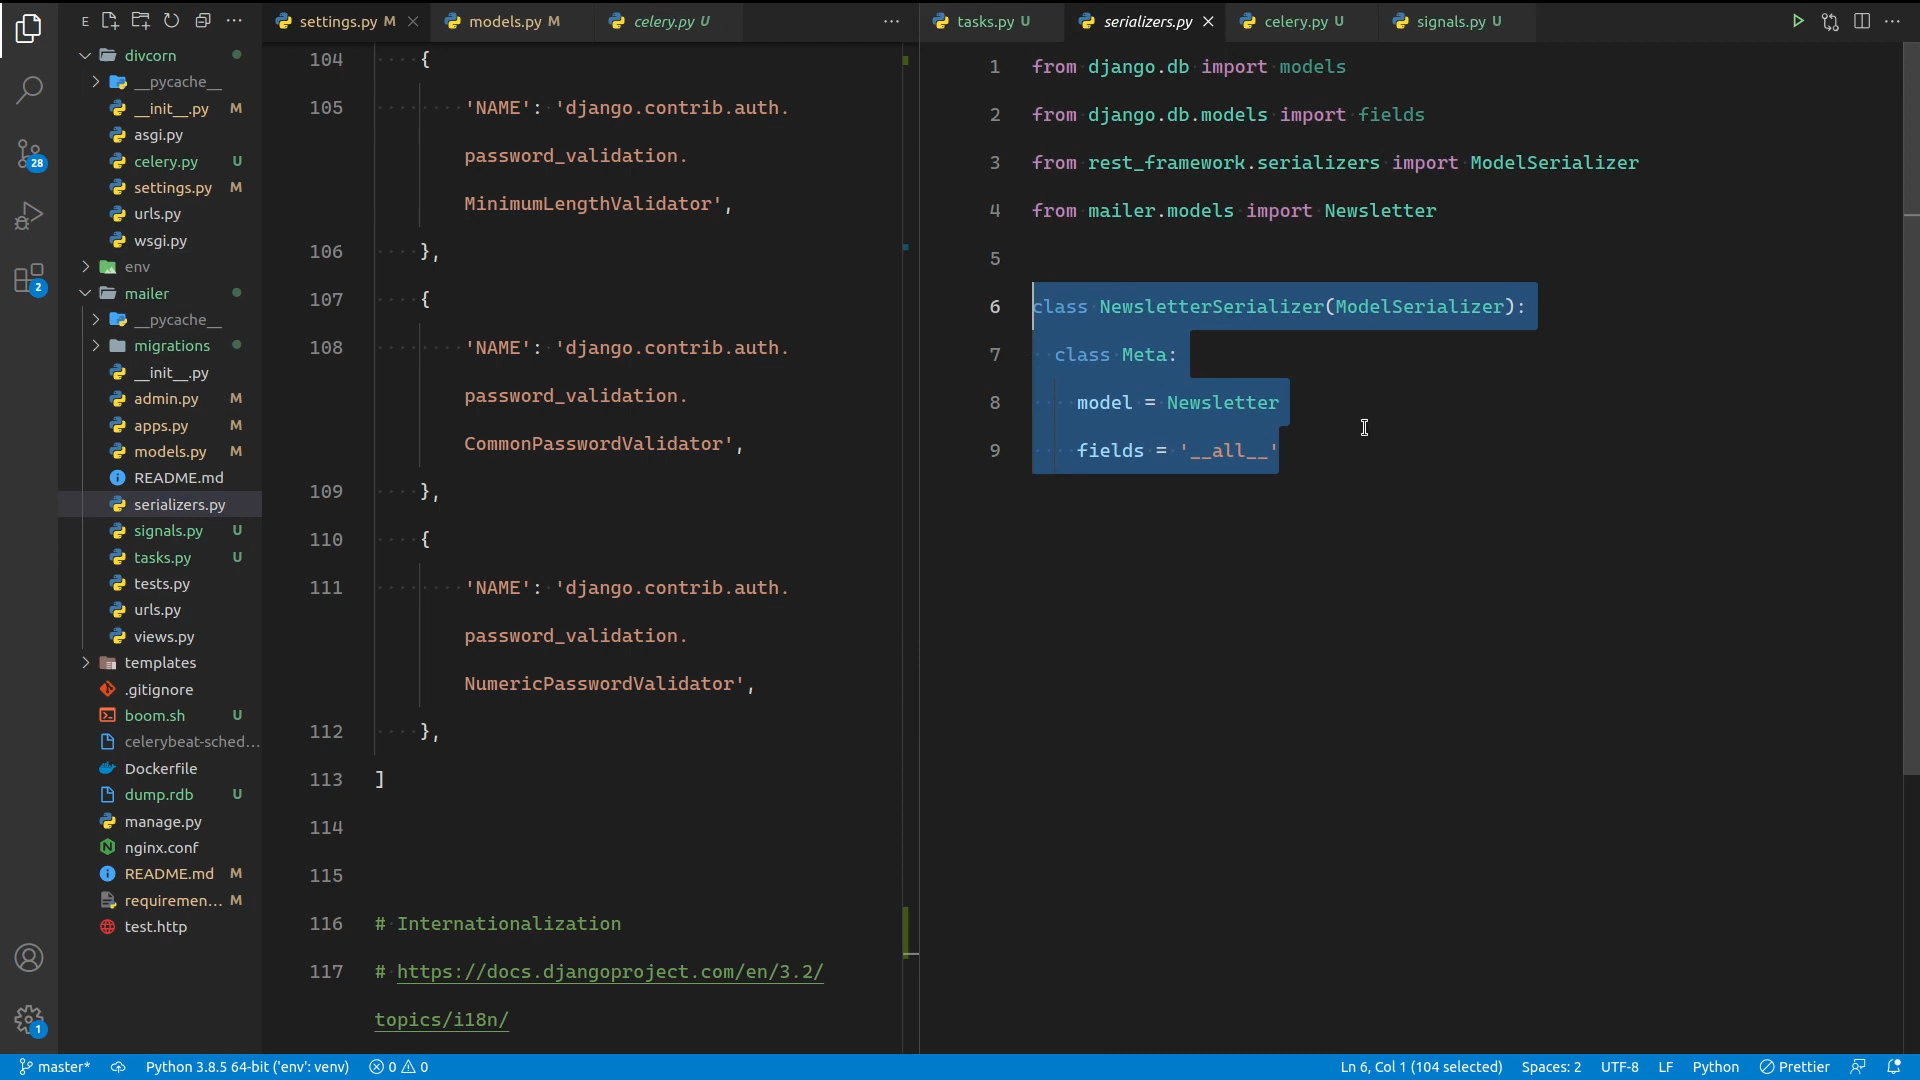 E
settings.py M
models.py M
celery.py U
tasks.py U
serializers.py
celery.py U
signals.py U
divcorn
__pycache__
__init__.py M
asgi.py
celery.py U
settings.py M
urls.py
wsgi.py
env
mailer
__pycache__
migrations
__init__.py
admin.py M
apps.py M
models.py M
README.md
serializers.py
signals.py U
tasks.py U
tests.py
urls.py
views.py
templates
.gitignore
boom.sh U
celerybeat-sched...
Dockerfile
dump.rdb U
manage.py
nginx.conf
README.md M
requiremen... M
test.http
28
2
1
104 {
105 'NAME': 'django.contrib.auth.
password_validation.
MinimumLengthValidator',
106 },
107 {
108 'NAME': 'django.contrib.auth.
password_validation.
CommonPasswordValidator',
109 },
110 {
111 'NAME': 'django.contrib.auth.
password_validation.
NumericPasswordValidator',
112 },
113 ]
114
115
116 # Internationalization
117 # https://docs.djangoproject.com/en/3.2/
topics/i18n/
1 from django.db import models
2 from django.db.models import fields
3 from rest_framework.serializers import ModelSerializer
4 from mailer.models import Newsletter
5
6 class NewsletterSerializer(ModelSerializer):
7 class Meta:
8 model = Newsletter
9 fields = '__all__'
master* Python 3.8.5 64-bit ('env': venv) 0 0 Ln 6, Col 1 (104 selected) Spaces: 2 UTF-8 LF Python Prettier